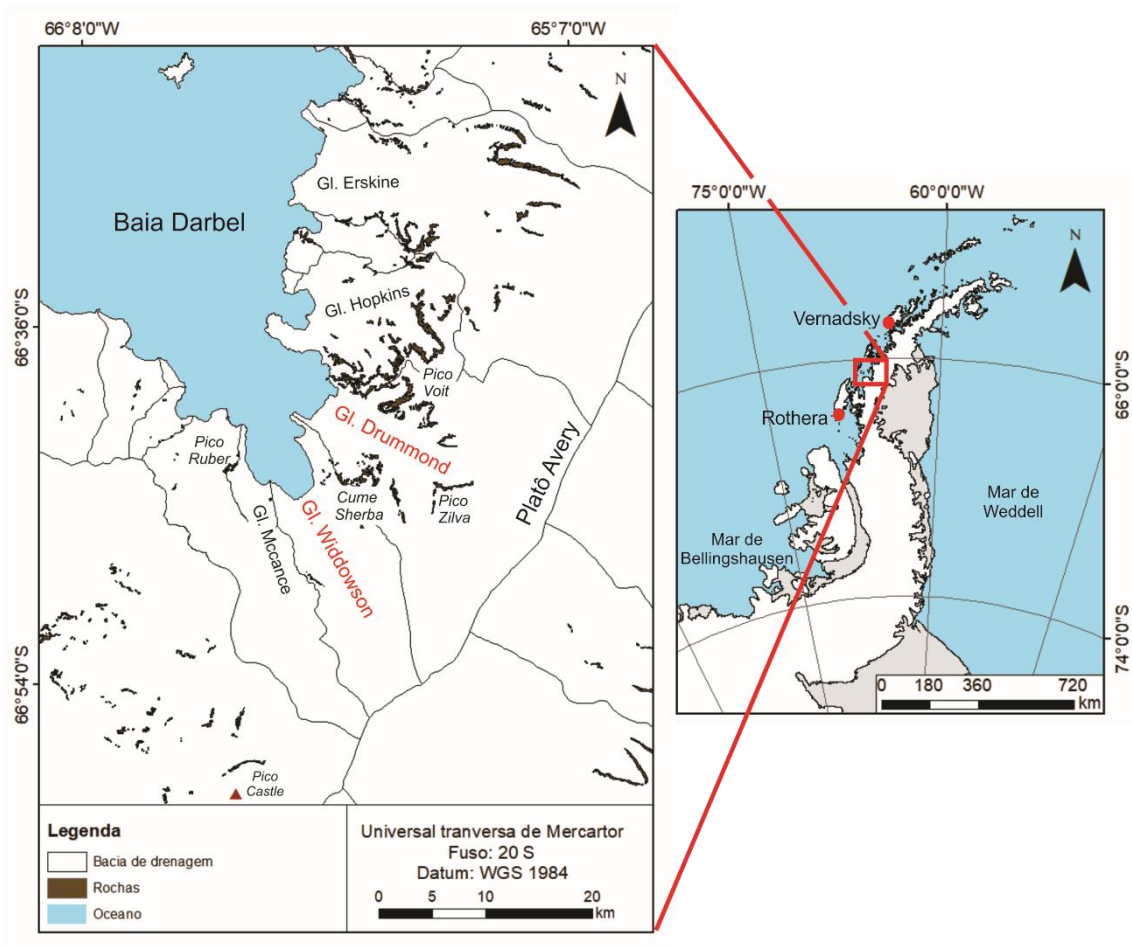 66°8'0"W
65°7'0"W
N
Gl. Erskine
Baia Darbel
Gl. Hopkins
66°36'0"S
Pico
Voit
Gl. Drummond
Pico
Ruber
Platô Avery
Cume
Sherba
Pico
Zilva
Gl. Mccance
Gl. Widdowson
66°54'0"S
Pico
Castle
Legenda
Bacia de drenagem
Rochas
Oceano
Universal tranversa de Mercartor
Fuso: 20 S
Datum: WGS 1984
0 5 10 20
km
75°0'0"W
60°0'0"W
N
Vernadsky
66°0'0"S
Rothera
Mar de
Weddell
Mar de
Bellingshausen
74°0'0"S
0 180 360 720
km